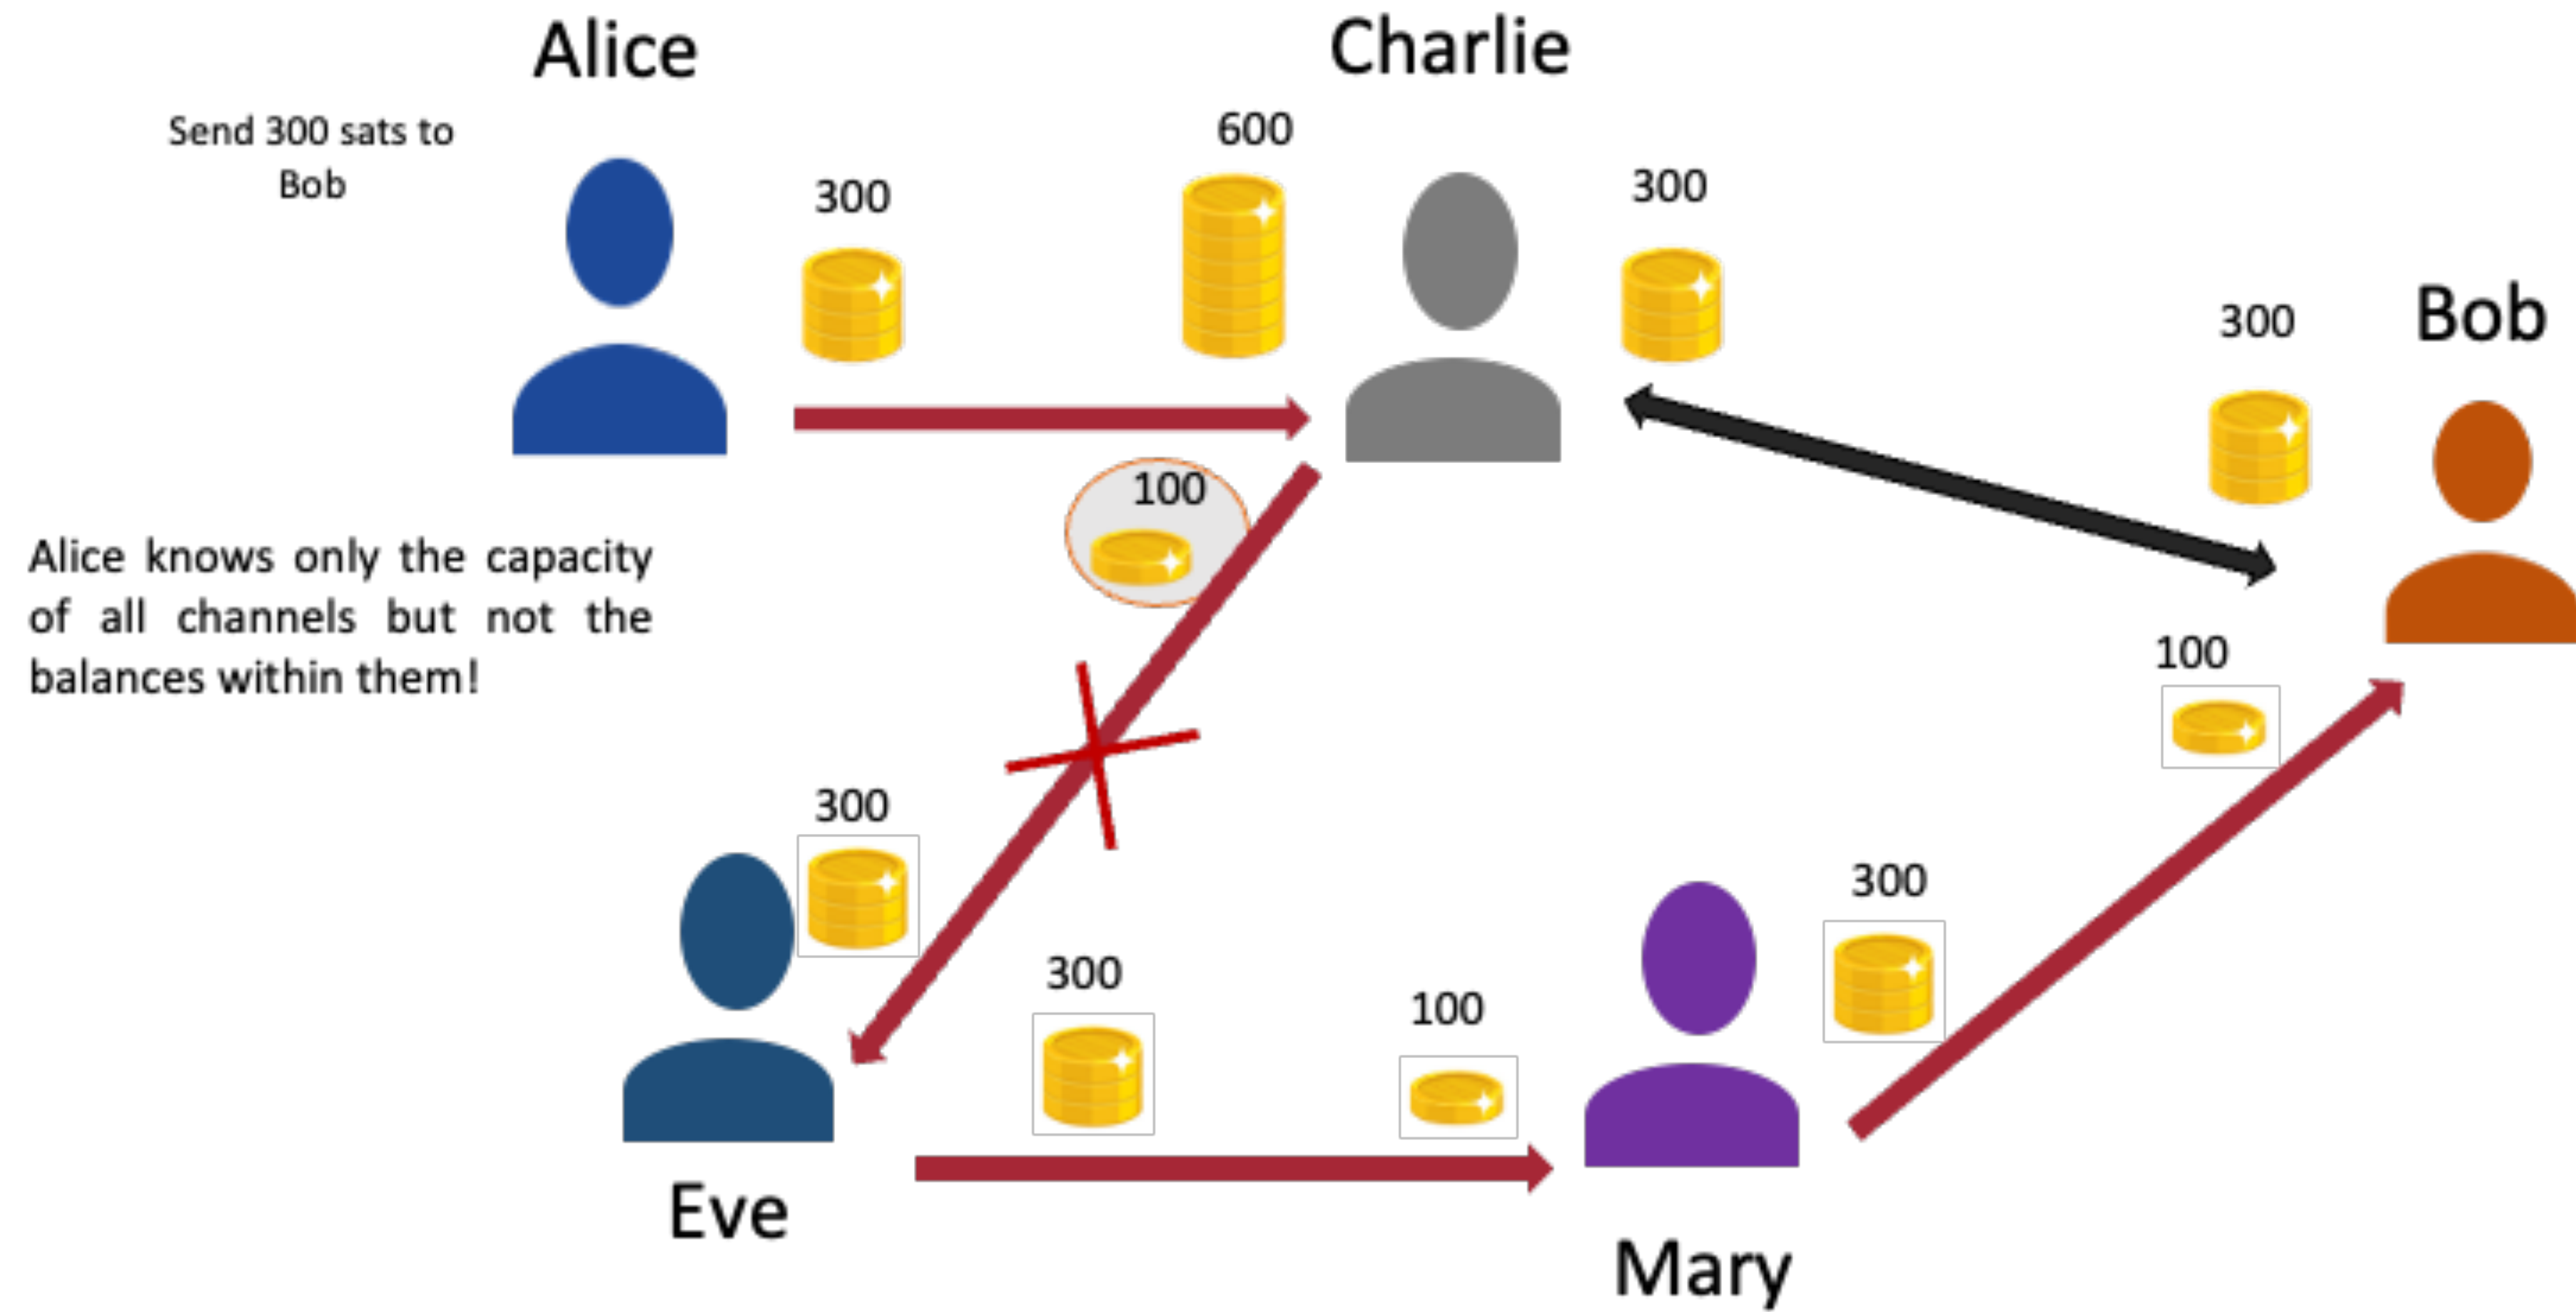 Alice
Charlie
Send 300 sats to
Bob
300
600
300
300
Bob
100
Alice knows only the capacity
of all channels but not the
balances within them!
100
300
300
100
300
Eve
Mary